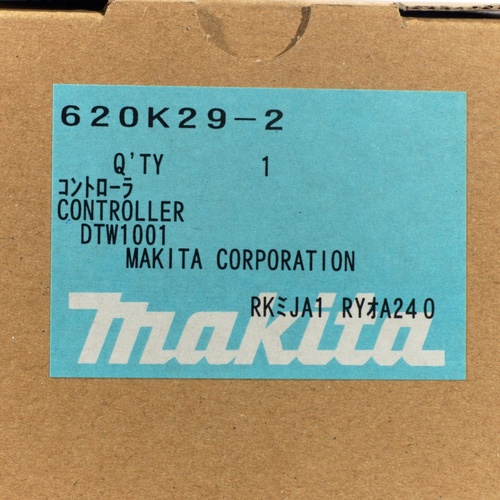 620K29-2
Q'TY 1
コントローラ
CONTROLLER
DTW1001
MAKITA CORPORATION
RKミJA1 RYオA240
makita